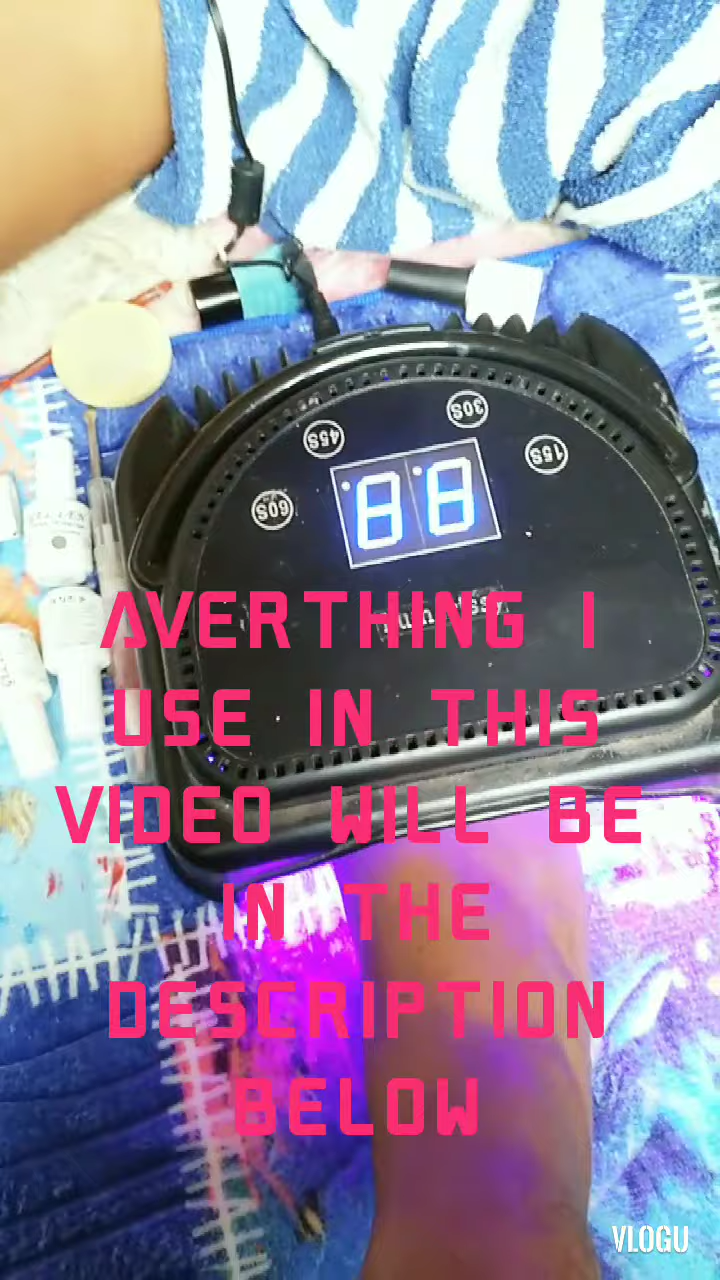 30S
45S
15S
60S
88
AVERTHING I
USE IN THIS
VIDEO WILL BE
IN THE
DESCRIPTION
BELOW
VLOGU